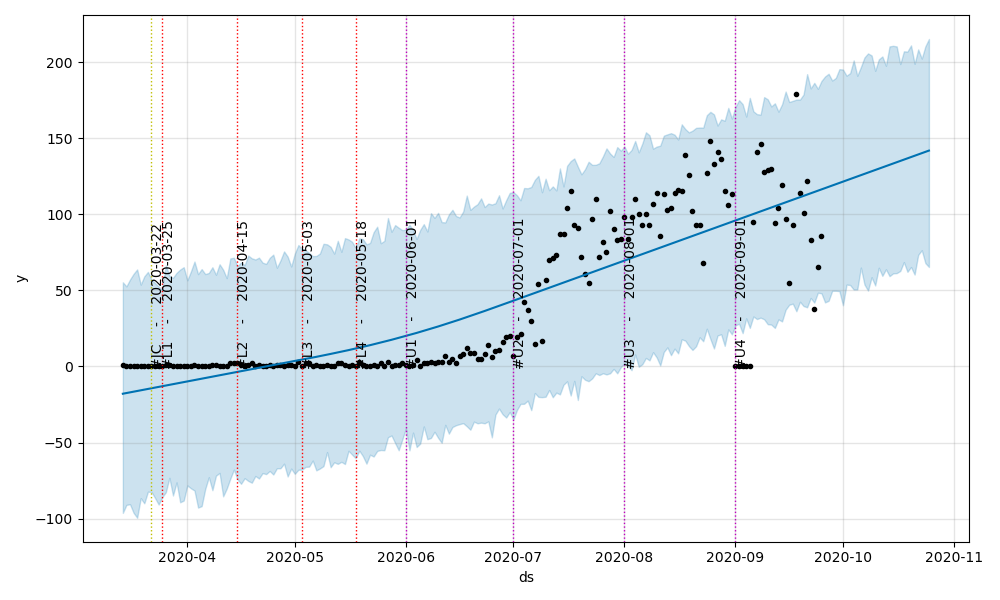 200
150
100
50
0
−50
−100
y
#JC - 2020-03-22
#L1 - 2020-03-25
#L2 - 2020-04-15
#L3 - 2020-05-03
#L4 - 2020-05-18
#U1 - 2020-06-01
#U2 - 2020-07-01
#U3 - 2020-08-01
#U4 - 2020-09-01
2020-04 2020-05 2020-06 2020-07 2020-08 2020-09 2020-10 2020-11
ds